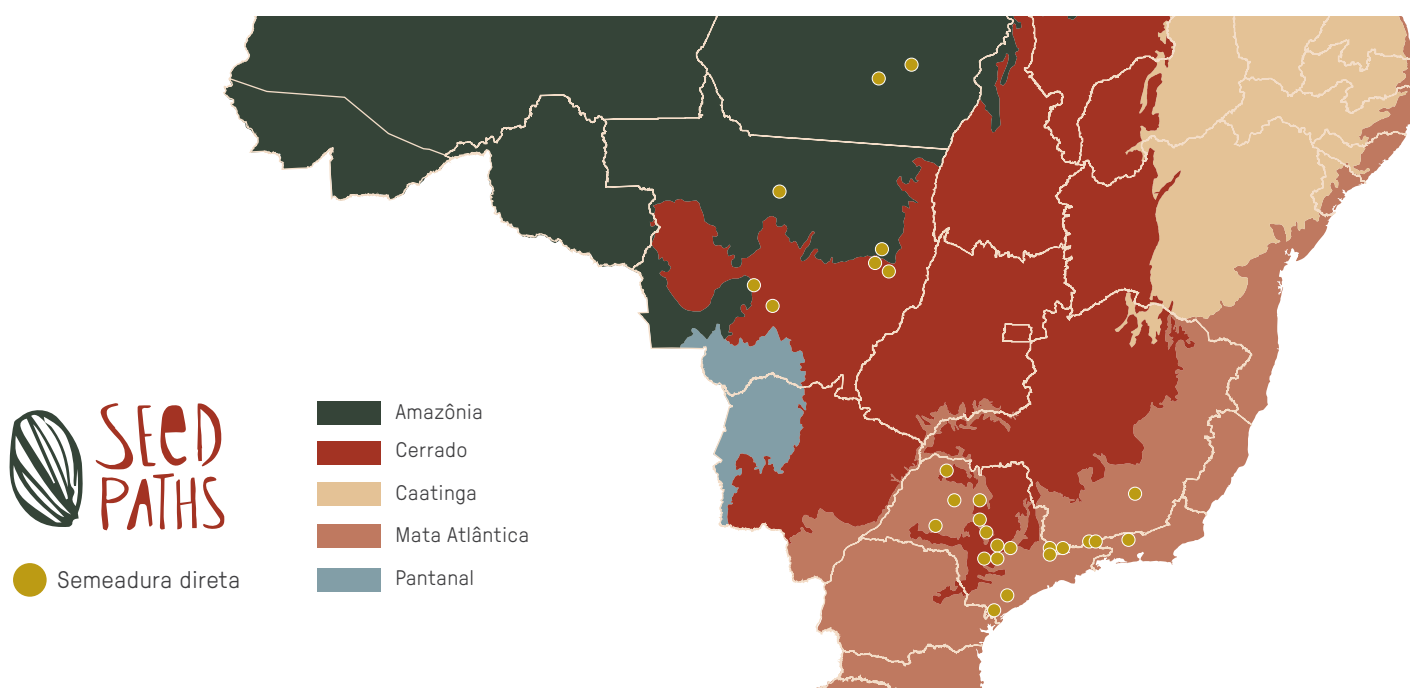 SEED
PATHS
Semeadura direta
Amazônia
Cerrado
Caatinga
Mata Atlântica
Pantanal